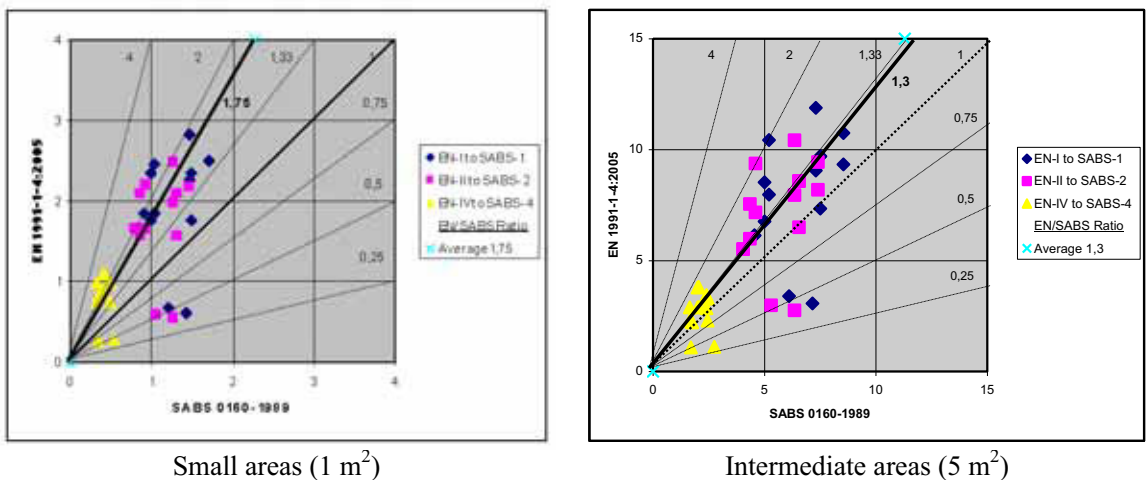 4
3
2
1
0
0 1 2 3 4
4 2 1,33 1
1,75
0,75
0,5
0,25
EN 1991-1-4:2005
SABS 0160-1989
EN-I to SABS-1
EN-II to SABS-2
EN-IV to SABS-4
EN/SABS Ratio
Average 1,75
Small areas (1 m²)
15
10
5
0
0 5 10 15
4 2 1,33 1
1,3
0,75
0,5
0,25
EN 1991-1-4:2005
SABS 0160-1989
EN-I to SABS-1
EN-II to SABS-2
EN-IV to SABS-4
EN/SABS Ratio
Average 1,3
Intermediate areas (5 m²)